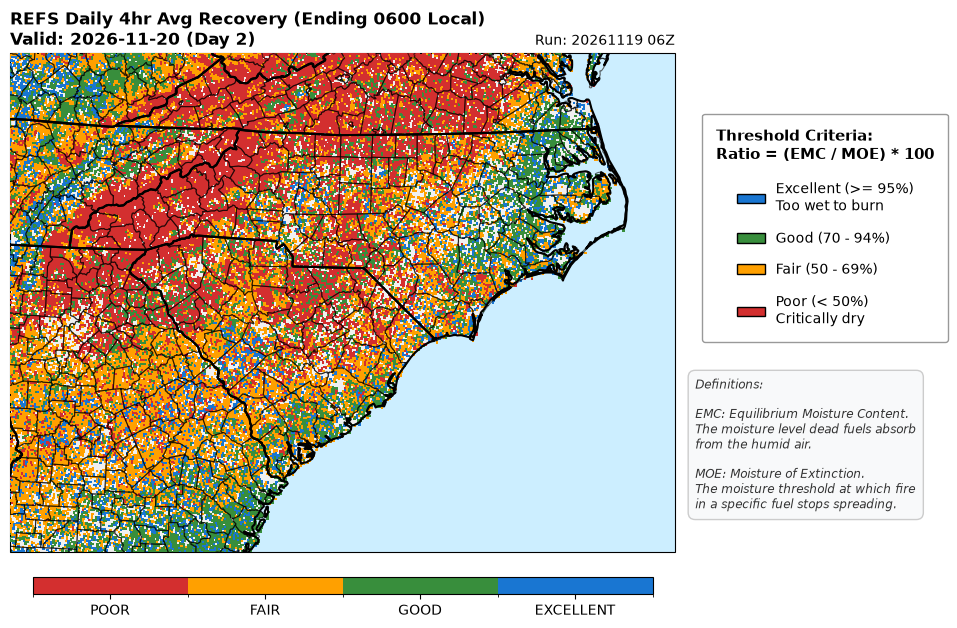 REFS Daily 4hr Avg Recovery (Ending 0600 Local)
Valid: 2026-11-20 (Day 2)
Run: 20261119 06Z
Threshold Criteria:
Ratio = (EMC / MOE) * 100
Excellent (>= 95%)
Too wet to burn
Good (70 - 94%)
Fair (50 - 69%)
Poor (< 50%)
Critically dry
Definitions:
EMC: Equilibrium Moisture Content.
The moisture level dead fuels absorb
from the humid air.
MOE: Moisture of Extinction.
The moisture threshold at which fire
in a specific fuel stops spreading.
POOR
FAIR
GOOD
EXCELLENT